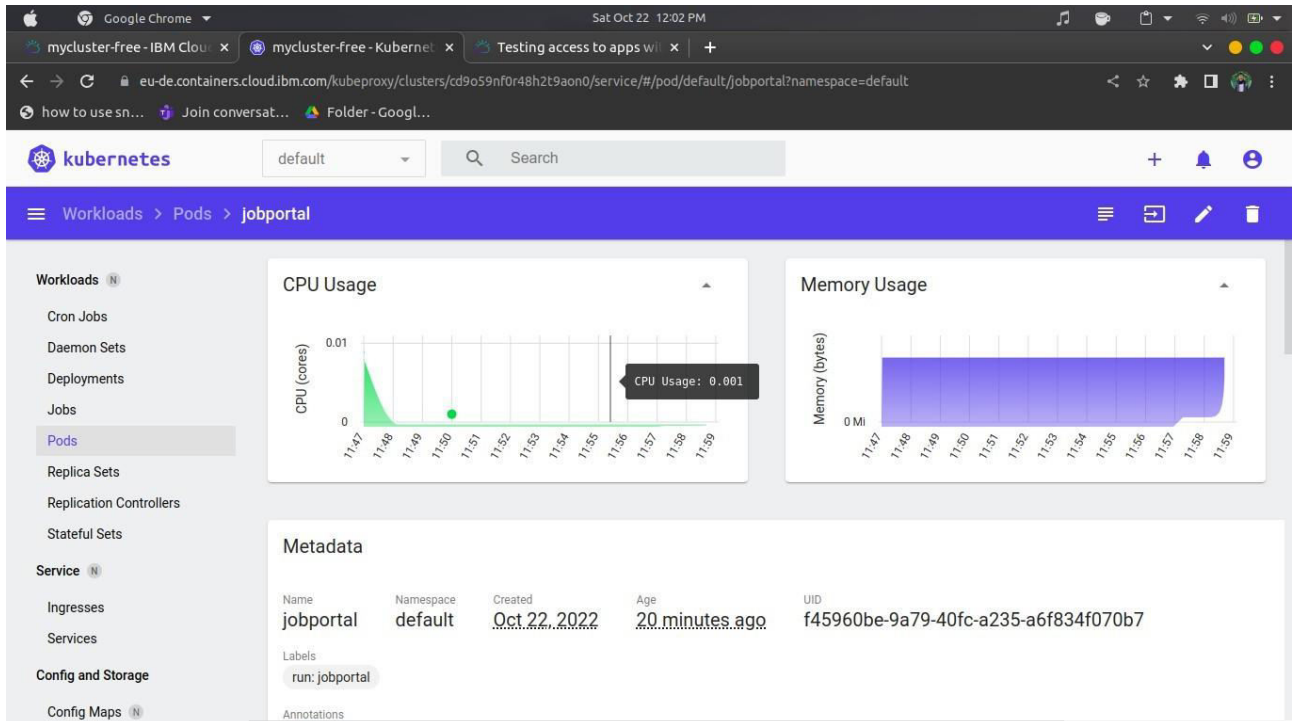 Google Chrome
Sat Oct 22 12:02 PM
mycluster-free - IBM Clou
mycluster-free - Kubernet
Testing access to apps wi
eu-de.containers.cloud.ibm.com/kubeproxy/clusters/cd9o59nf0r48h2t9aon0/service/#/pod/default/jobportal?namespace=default
how to use sn...
Join conversat...
Folder - Googl...
kubernetes
default
Search
Workloads > Pods > jobportal
Workloads N
Cron Jobs
Daemon Sets
Deployments
Jobs
Pods
Replica Sets
Replication Controllers
Stateful Sets
Service N
Ingresses
Services
Config and Storage
Config Maps N
CPU Usage
CPU (cores)
0.01
0
CPU Usage: 0.001
11:47 11:48 11:49 11:50 11:51 11:52 11:53 11:54 11:55 11:56 11:57 11:58 11:59
Memory Usage
Memory (bytes)
0 Mi
11:47 11:48 11:49 11:50 11:51 11:52 11:53 11:54 11:55 11:56 11:57 11:58 11:59
Metadata
Name Namespace Created Age UID
jobportal default Oct 22, 2022 20 minutes ago f45960be-9a79-40fc-a235-a6f834f070b7
Labels
run: jobportal
Annotations